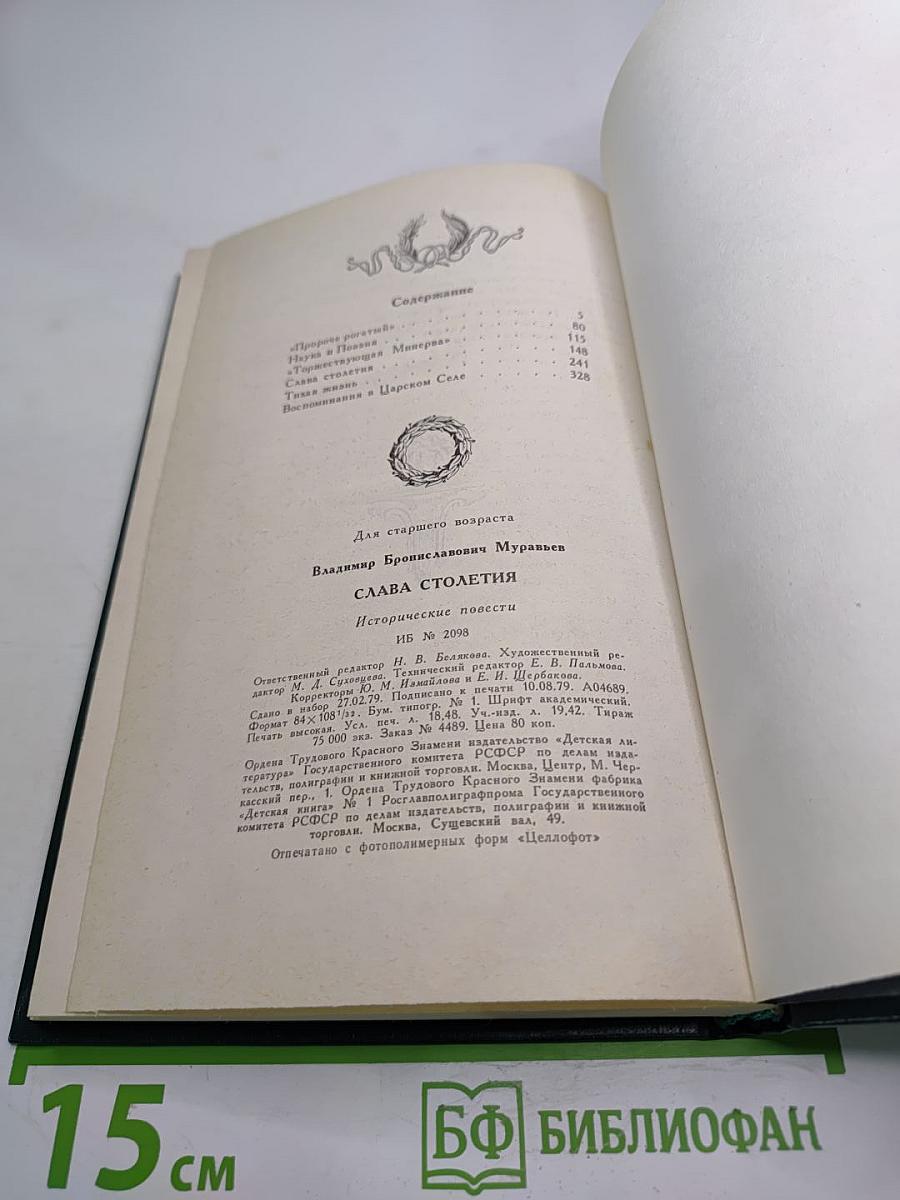 Содержание
«Пророче рогатый» . . . . . . . . . . 5
Наука и Поэзия . . . . . . . . . . 80
«Торжествующая Минерва» . . . . . . . 115
Слава столетия . . . . . . . . . . 148
Тихая жизнь . . . . . . . . . . 241
Воспоминания в Царском Селе . . . . . 328
Для старшего возраста
Владимир Брониславович Муравьев
СЛАВА СТОЛЕТИЯ
Исторические повести
ИБ № 2098
Ответственный редактор Н. В. Белякова. Художественный ре-
дактор М. Д. Суховцева. Технический редактор Е. В. Пальмова.
Корректоры Ю. М. Измайлова и Е. И. Щербакова.
Сдано в набор 27.02.79. Подписано к печати 10.08.79. А04689.
Формат 84×108 1/32. Бум. типогр. № 1. Шрифт академический.
Печать высокая. Усл. печ. л. 18,48. Уч.-изд. л. 19,42. Тираж
75 000 экз. Заказ № 4489. Цена 80 коп.
Ордена Трудового Красного Знамени издательство «Детская ли-
тература» Государственного комитета РСФСР по делам изда-
тельств, полиграфии и книжной торговли. Москва, Центр, М. Чер-
касский пер., 1. Ордена Трудового Красного Знамени фабрика
«Детская книга» № 1 Росглавполиграфпрома Государственного
комитета РСФСР по делам издательств, полиграфии и книжной
торговли. Москва, Сущевский вал, 49.
Отпечатано с фотополимерных форм «Целлофот»
15 см
БФ БИБЛИОФАН